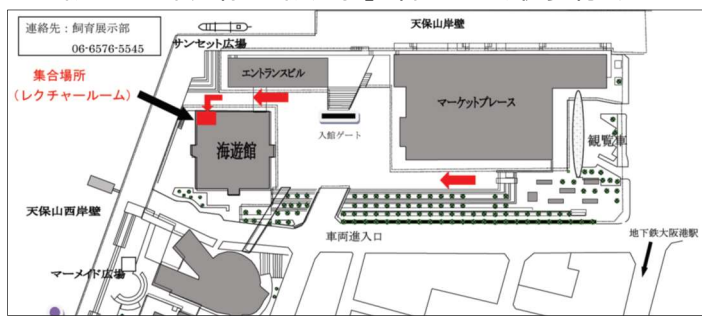 連絡先：飼育展示部
06-6576-5545
天保山岸壁
サンセット広場
集合場所
（レクチャールーム）
エントランスビル
マーケットプレース
入館ゲート
海遊館
観覧車
天保山西岸壁
車両進入口
地下鉄大阪港駅
マーメイド広場